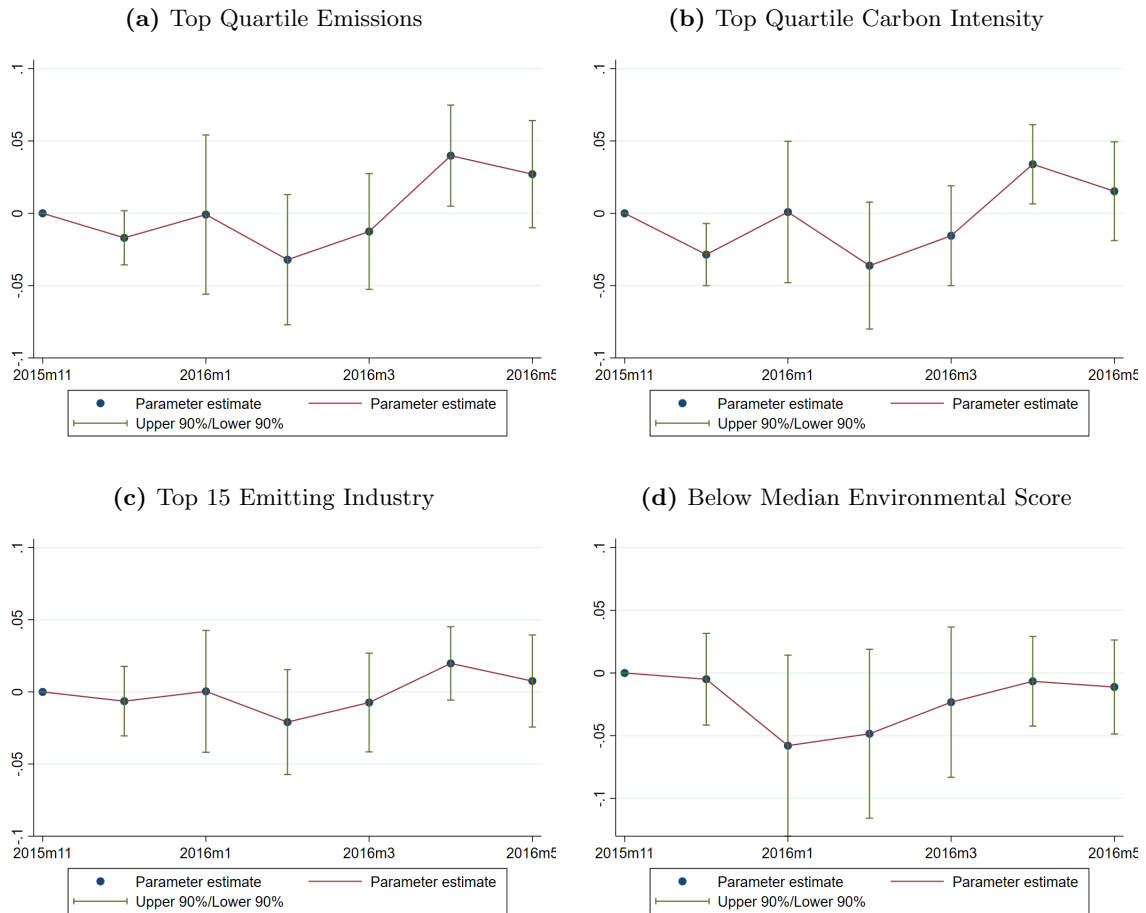 (a) Top Quartile Emissions
.1
.05
0
-.05
-.1
2015m11 2016m1 2016m3 2016m5
Parameter estimate Parameter estimate
Upper 90%/Lower 90%
(b) Top Quartile Carbon Intensity
.1
.05
0
-.05
-.1
2015m11 2016m1 2016m3 2016m5
Parameter estimate Parameter estimate
Upper 90%/Lower 90%
(c) Top 15 Emitting Industry
.1
.05
0
-.05
-.1
2015m11 2016m1 2016m3 2016m5
Parameter estimate Parameter estimate
Upper 90%/Lower 90%
(d) Below Median Environmental Score
.1
.05
0
-.05
-.1
2015m11 2016m1 2016m3 2016m5
Parameter estimate Parameter estimate
Upper 90%/Lower 90%